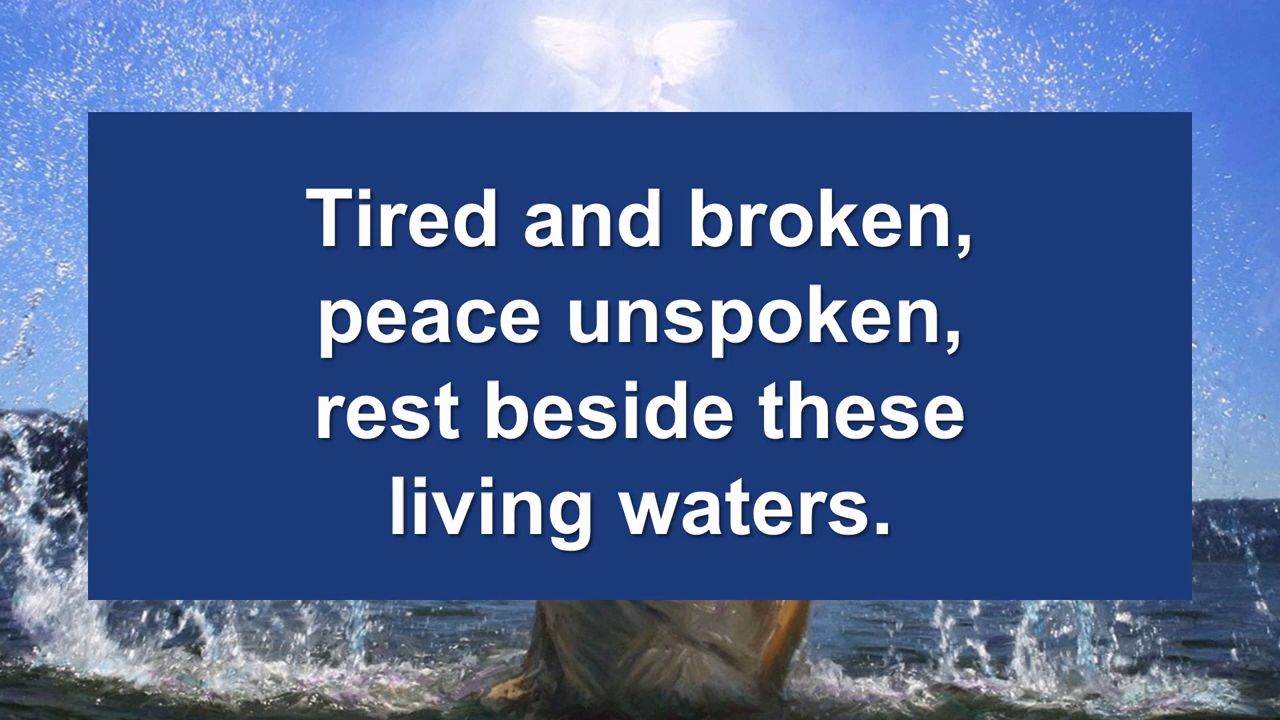 Tired and broken,
peace unspoken,
rest beside these
living waters.